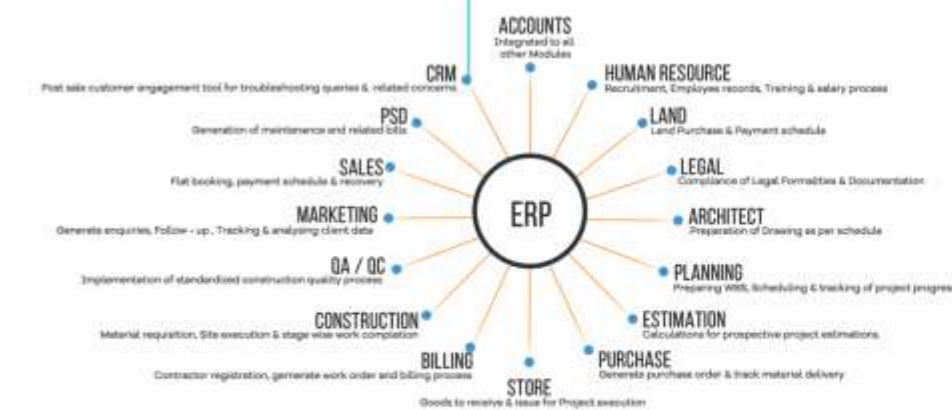 ACCOUNTS
Integrated to all
other Modules
CRM
Post sale customer engagement tool for troubleshooting queries & related concerns
HUMAN RESOURCE
Recruitment, Employee records, Training & salary process
PSD
Generation of maintenance and related bills
LAND
Land Purchase & Payment schedule
SALES
Flat booking, payment schedule & recovery
LEGAL
Compliance of Legal Formalities & Documentation
MARKETING
Generate enquiries, Follow - up , Tracking & analysing client data
ERP
ARCHITECT
Preparation of Drawing as per schedule
QA / QC
Implementation of standardized construction quality process
PLANNING
Preparing WBS, Scheduling & tracking of project progres
CONSTRUCTION
Material requisition, Site execution & stage wise work completion
ESTIMATION
Calculations for prospective project estimations
BILLING
Contractor registration, gernerate work order and billing process
PURCHASE
Generate purchase order & track material delivery
STORE
Goods to receive & issue for Project execution